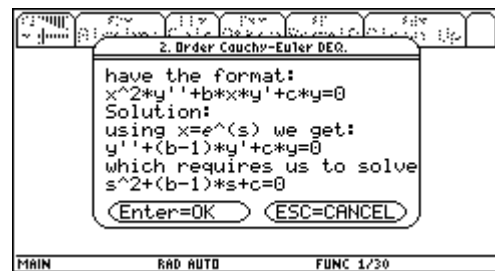 2. Order Cauchy-Euler DEQ.
have the format:
x^2*y''+b*x*y'+c*y=0
Solution:
using x=e^(s) we get:
y''+(b-1)*y'+c*y=0
which requires us to solve
s^2+(b-1)*s+c=0
Enter=OK ESC=CANCEL
MAIN RAD AUTO FUNC 1/30